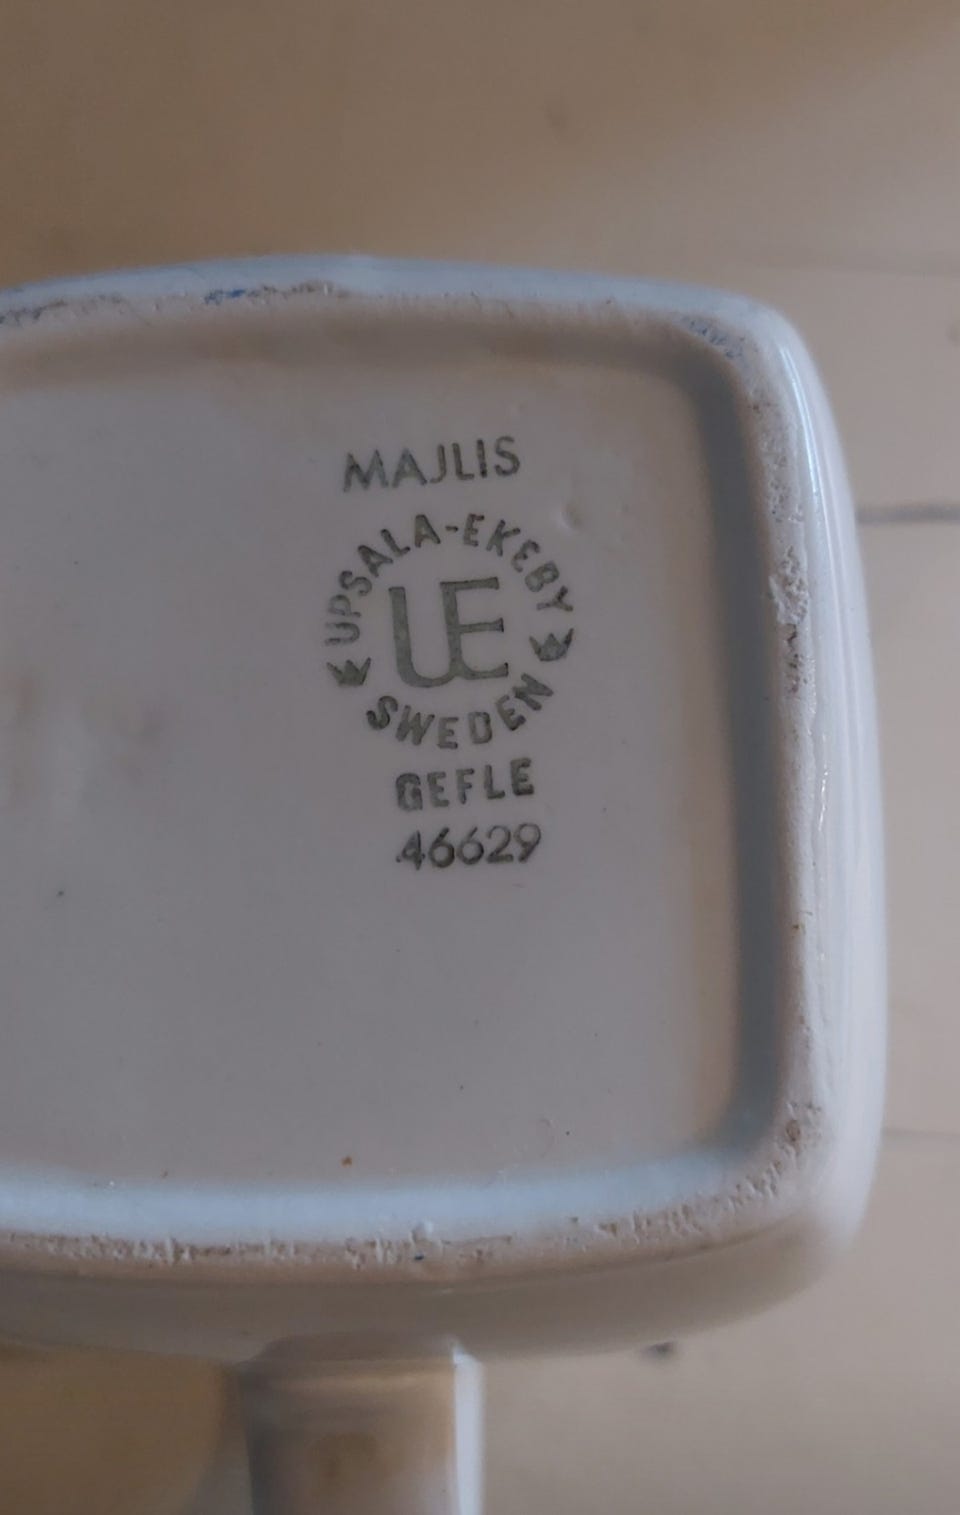 MAJLIS
UPSALA-EKEBY
UE
SWEDEN
GEFLE
46629